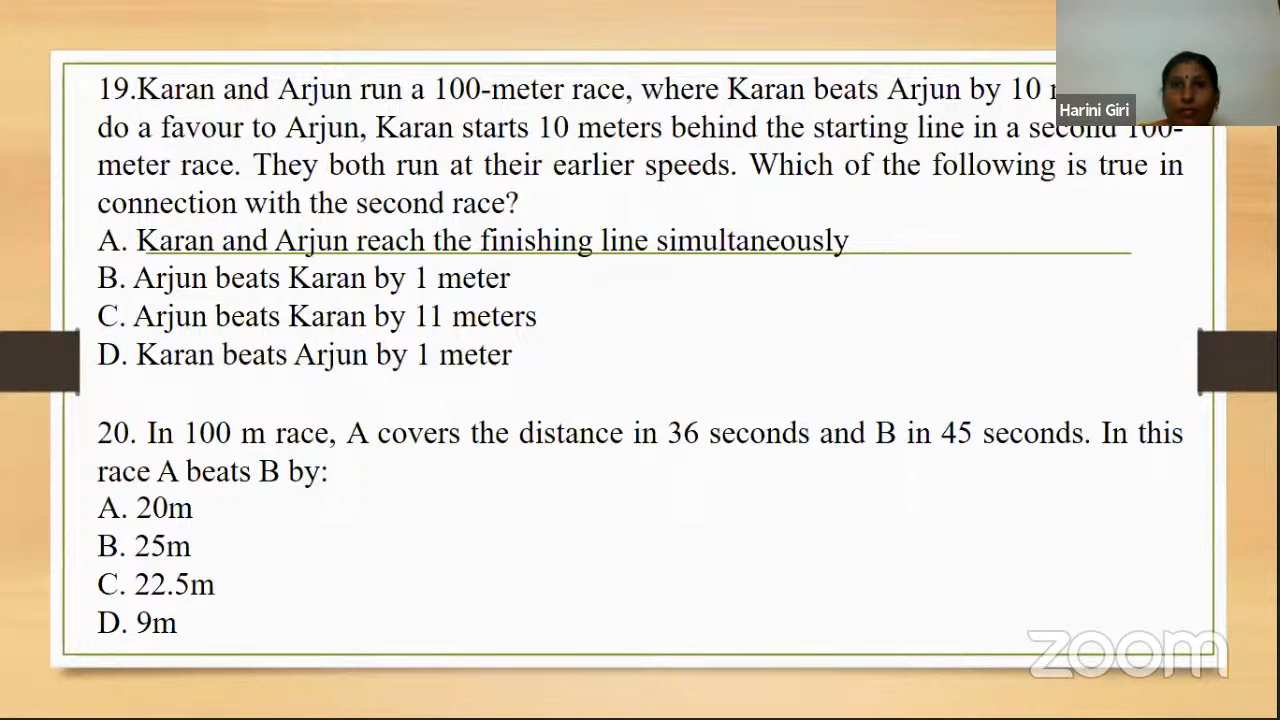 19.Karan and Arjun run a 100-meter race, where Karan beats Arjun by 10
do a favour to Arjun, Karan starts 10 meters behind the starting line in a second 100-
meter race. They both run at their earlier speeds. Which of the following is true in
connection with the second race?
A. Karan and Arjun reach the finishing line simultaneously
B. Arjun beats Karan by 1 meter
C. Arjun beats Karan by 11 meters
D. Karan beats Arjun by 1 meter
20. In 100 m race, A covers the distance in 36 seconds and B in 45 seconds. In this
race A beats B by:
A. 20m
B. 25m
C. 22.5m
D. 9m
Harini Giri
zoom